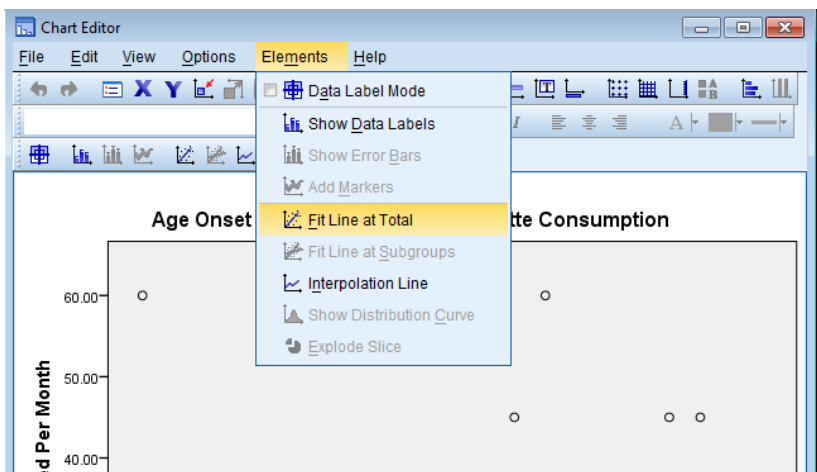 Chart Editor
File Edit View Options Elements Help
Data Label Mode
Show Data Labels
Show Error Bars
Add Markers
Fit Line at Total
Fit Line at Subgroups
Interpolation Line
Show Distribution Curve
Explode Slice
X Y
I A
Age Onset
tte Consumption
60.00
50.00
40.00
d Per Month